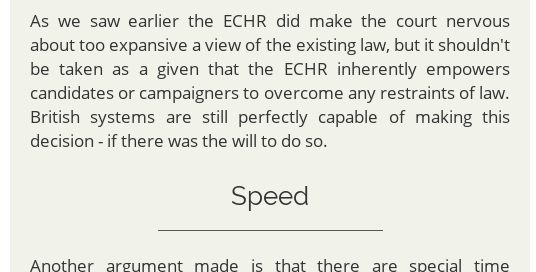 As we saw earlier the ECHR did make the court nervous
about too expansive a view of the existing law, but it shouldn't
be taken as a given that the ECHR inherently empowers
candidates or campaigners to overcome any restraints of law.
British systems are still perfectly capable of making this
decision - if there was the will to do so.
Speed
Another argument made is that there are special time